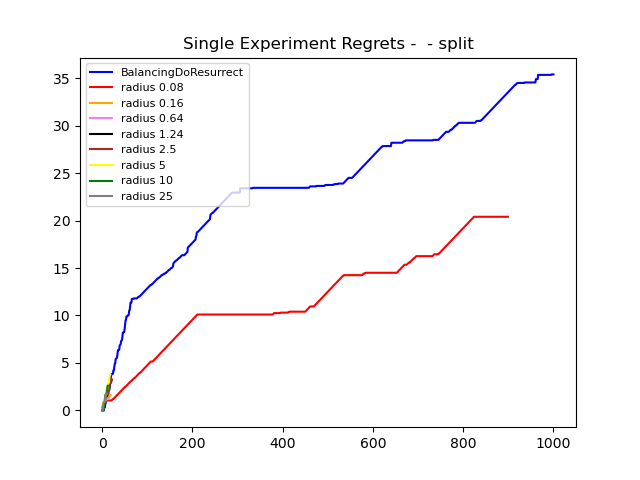 Single Experiment Regrets -  - split
BalancingDoResurrect
radius 0.08
radius 0.16
radius 0.64
radius 1.24
radius 2.5
radius 5
radius 10
radius 25
35
30
25
20
15
10
5
0
0 200 400 600 800 1000